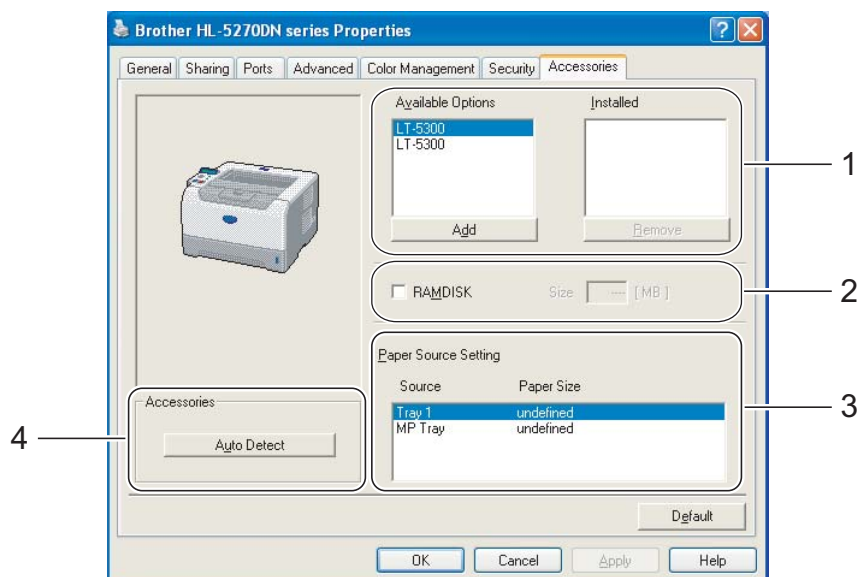 Brother HL-5270DN series Properties
General Sharing Ports Advanced Color Management Security Accessories
Available Options Installed
LT-5300
LT-5300
Add Remove
1
RAMDISK Size ---- [ MB ]
2
Paper Source Setting
Source Paper Size
Tray 1 undefined
MP Tray undefined
3
Accessories
Auto Detect
4
Default
OK Cancel Apply Help